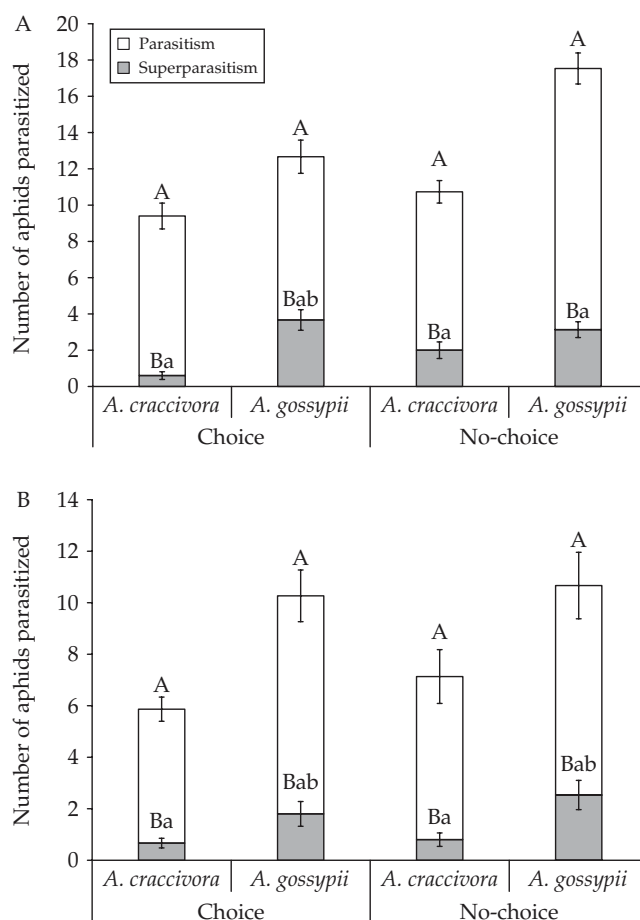 A
Parasitism
Superparasitism
Number of aphids parasitized
20
18
16
14
12
10
8
6
4
2
0
A
A
A
A
Ba
Bab
Ba
Ba
A. craccivora A. gossypii A. craccivora A. gossypii
Choice No-choice
B
Number of aphids parasitized
14
12
10
8
6
4
2
0
A
A
A
A
Ba
Bab
Ba
Bab
A. craccivora A. gossypii A. craccivora A. gossypii
Choice No-choice